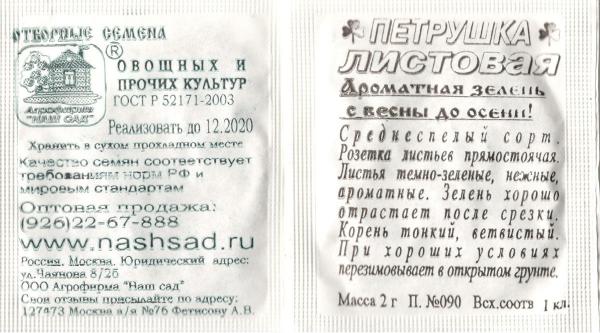 ОТБОРНЫЕ СЕМЕНА
®
ОВОЩНЫХ И
ПРОЧИХ КУЛЬТУР
ГОСТ Р 52171-2003
Агрофирма
"НАШ САД"
Реализовать до 12.2020
Хранить в сухом прохладном месте
Качество семян соответствует
требованиям норм РФ и
мировым стандартам
Оптовая продажа:
(926)22-67-888
www.nashsad.ru
Россия. Москва. Юридический адрес:
ул.Чаянова 8/26
ООО Агрофирма "Наш сад"
Свои отзывы присылайте по адресу:
127473 Москва а/я №76 Фетисову А.В.
ПЕТРУШКА
ЛИСТОВАЯ
Ароматная зелень
с весны до осени!
Среднеспелый сорт.
Розетка листьев прямостоячая.
Листья темно-зеленые, нежные,
ароматные. Зелень хорошо
отрастает после срезки.
Корень тонкий, ветвистый.
При хороших условиях
перезимовывает в открытом грунте.
Масса 2 г П. №090 Всх.соотв 1 кл.